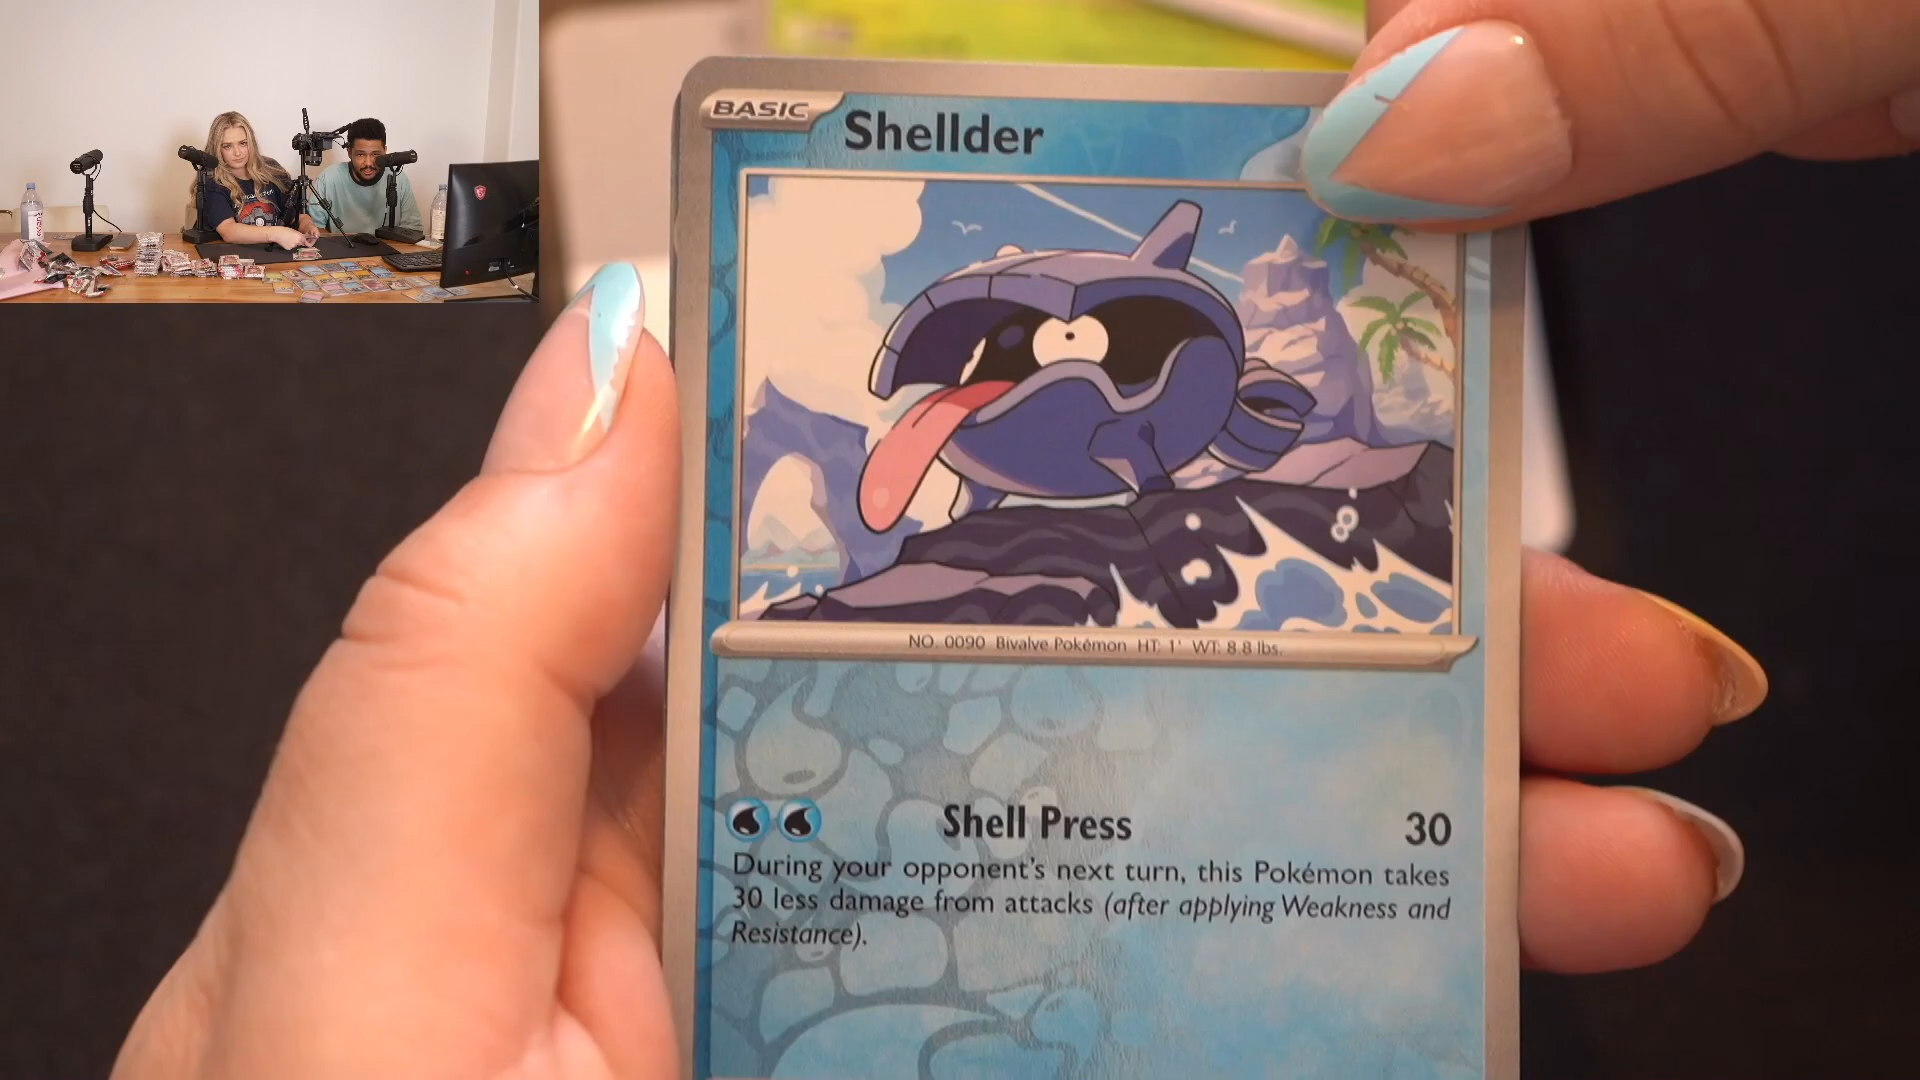 BASIC
Shellder
NO. 0090 Bivalve Pokémon HT: 1' WT: 8.8 lbs.
Shell Press 30
During your opponent's next turn, this Pokémon takes
30 less damage from attacks (after applying Weakness and
Resistance).